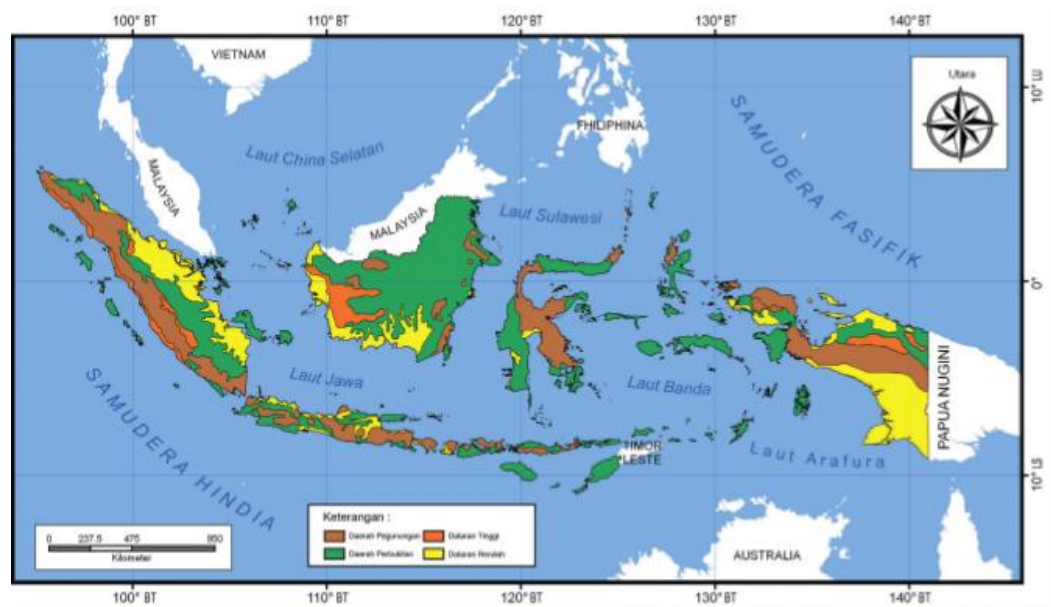 100° BT 110° BT 120° BT 130° BT 140° BT
VIETNAM
Utara
10° LU
FHILIPHINA
SAMUDERA FASIFIK
Laut China Selatan
MALAYSIA
MALAYSIA
Laut Sulawesi
0°
Laut Jawa
Laut Banda
PAPUA NUGINI
SAMUDERA HINDIA
TIMOR
LESTE
Laut Arafura
10° LS
Keterangan :
Daerah Pegunungan Dataran Tinggi
Daerah Perbukitan Dataran Rendah
0 237.5 475 950
Kilometer
AUSTRALIA
100° BT 110° BT 120° BT 130° BT 140° BT